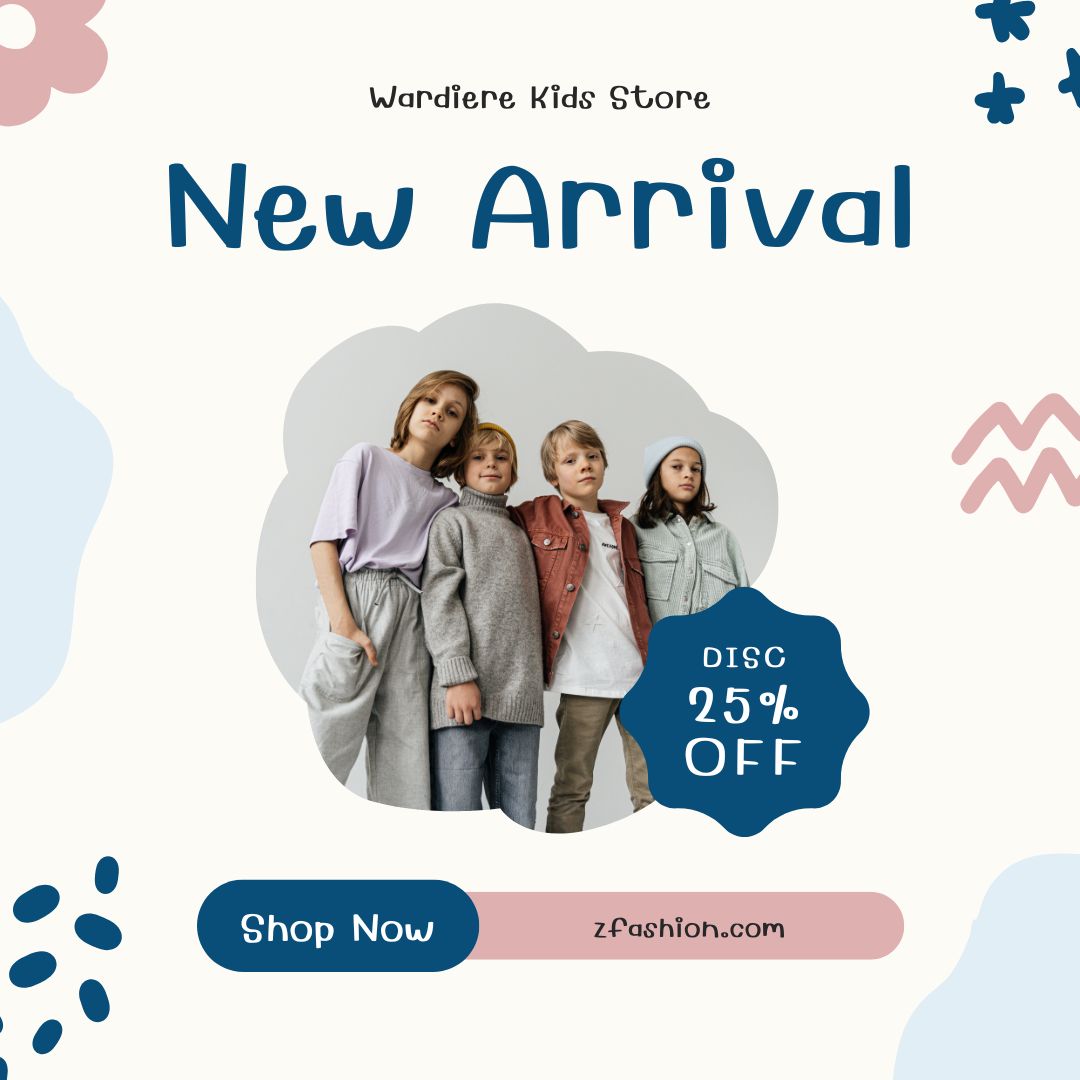 Wardiere Kids Store
New Arrival
DISC
25%
OFF
Shop Now
zfashion.com